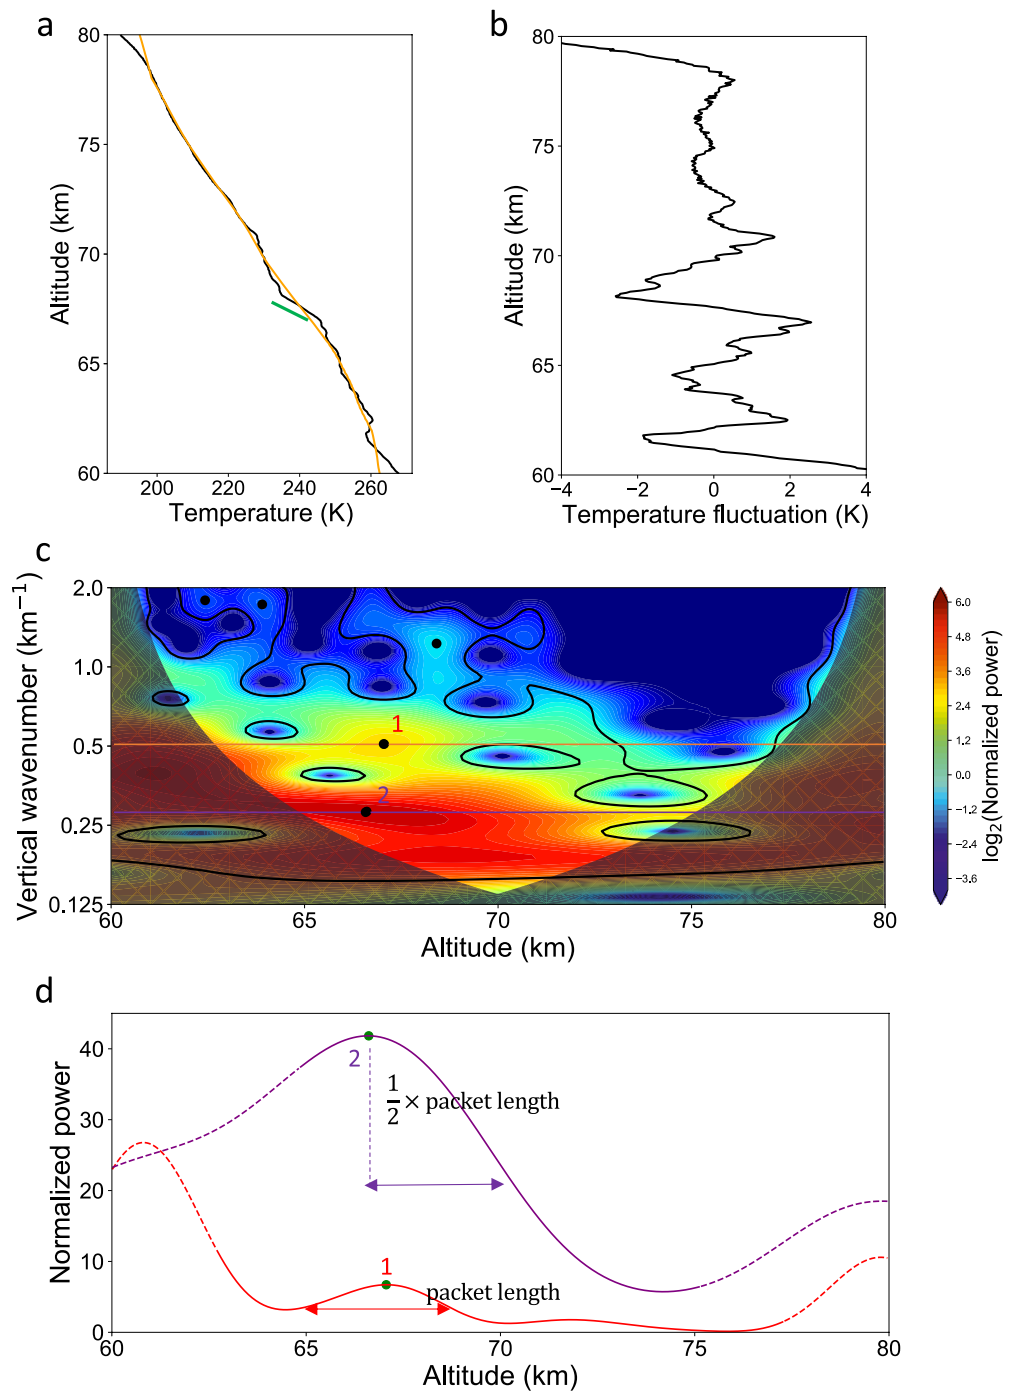 a
80
75
70
65
60
Altitude (km)
200 220 240 260
Temperature (K)
b
80
75
70
65
60
Altitude (km)
−4 −2 0 2 4
Temperature fluctuation (K)
c
2.0
1.0
0.5
0.25
0.125
Vertical wavenumber (km−1)
1
2
60 65 70 75 80
Altitude (km)
6.0
4.8
3.6
2.4
1.2
0.0
−1.2
−2.4
−3.6
log2(Normalized power)
d
40
30
20
10
0
Normalized power
2
1/2 × packet length
1
packet length
60 65 70 75 80
Altitude (km)